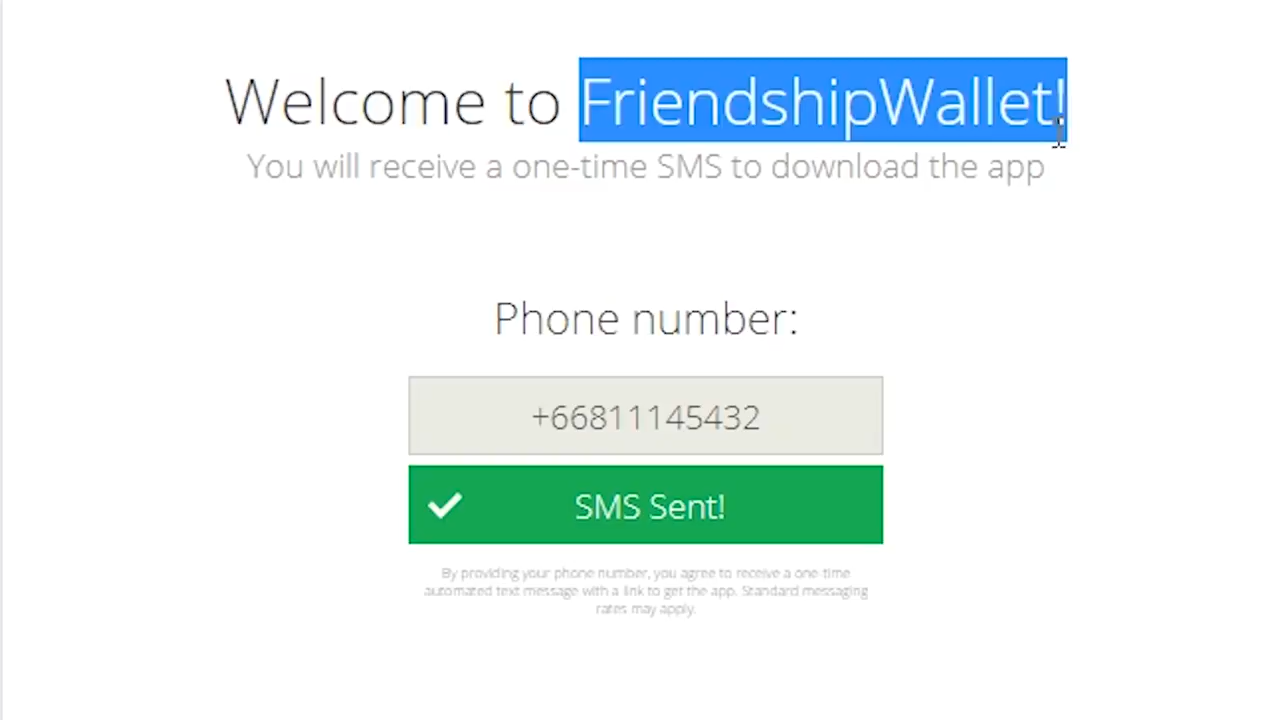 Welcome to FriendshipWallet!
You will receive a one-time SMS to download the app
Phone number:
+66811145432
SMS Sent!
By providing your phone number, you agree to receive a one-time
automated text message with a link to get the app. Standard messaging
rates may apply.